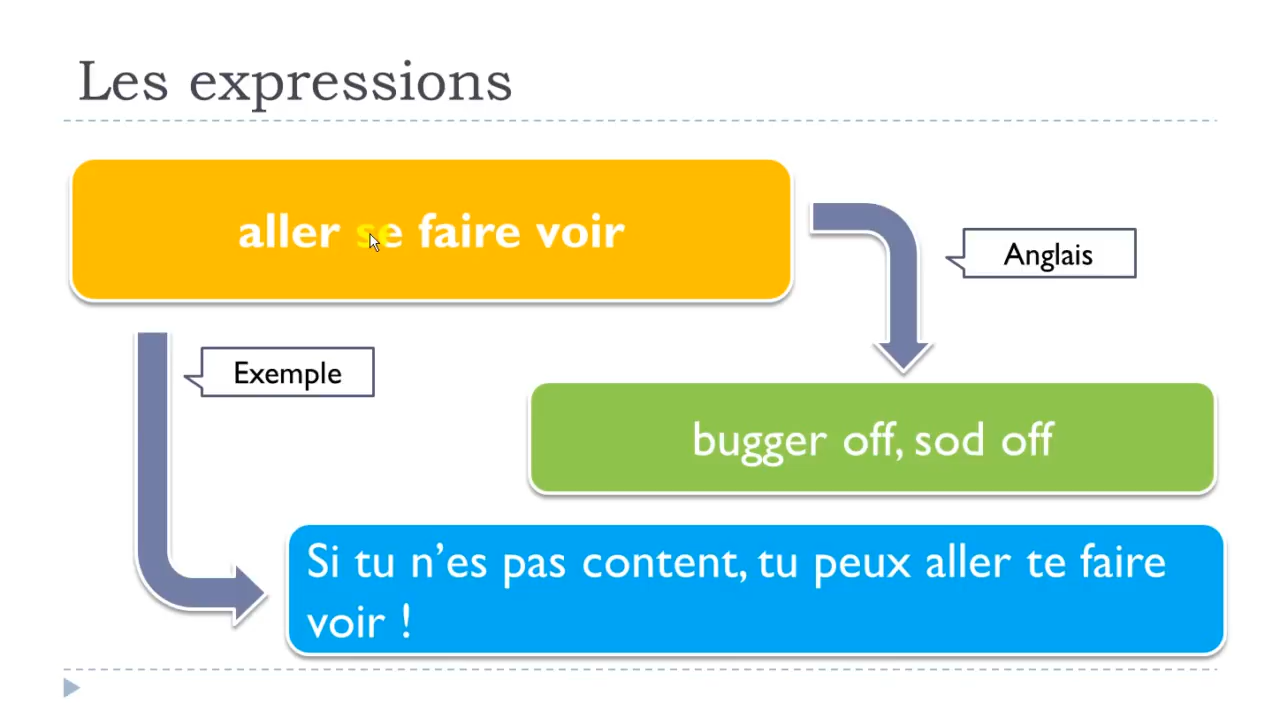 Les expressions
aller se faire voir
Anglais
Exemple
bugger off, sod off
Si tu n’es pas content, tu peux aller te faire
voir !